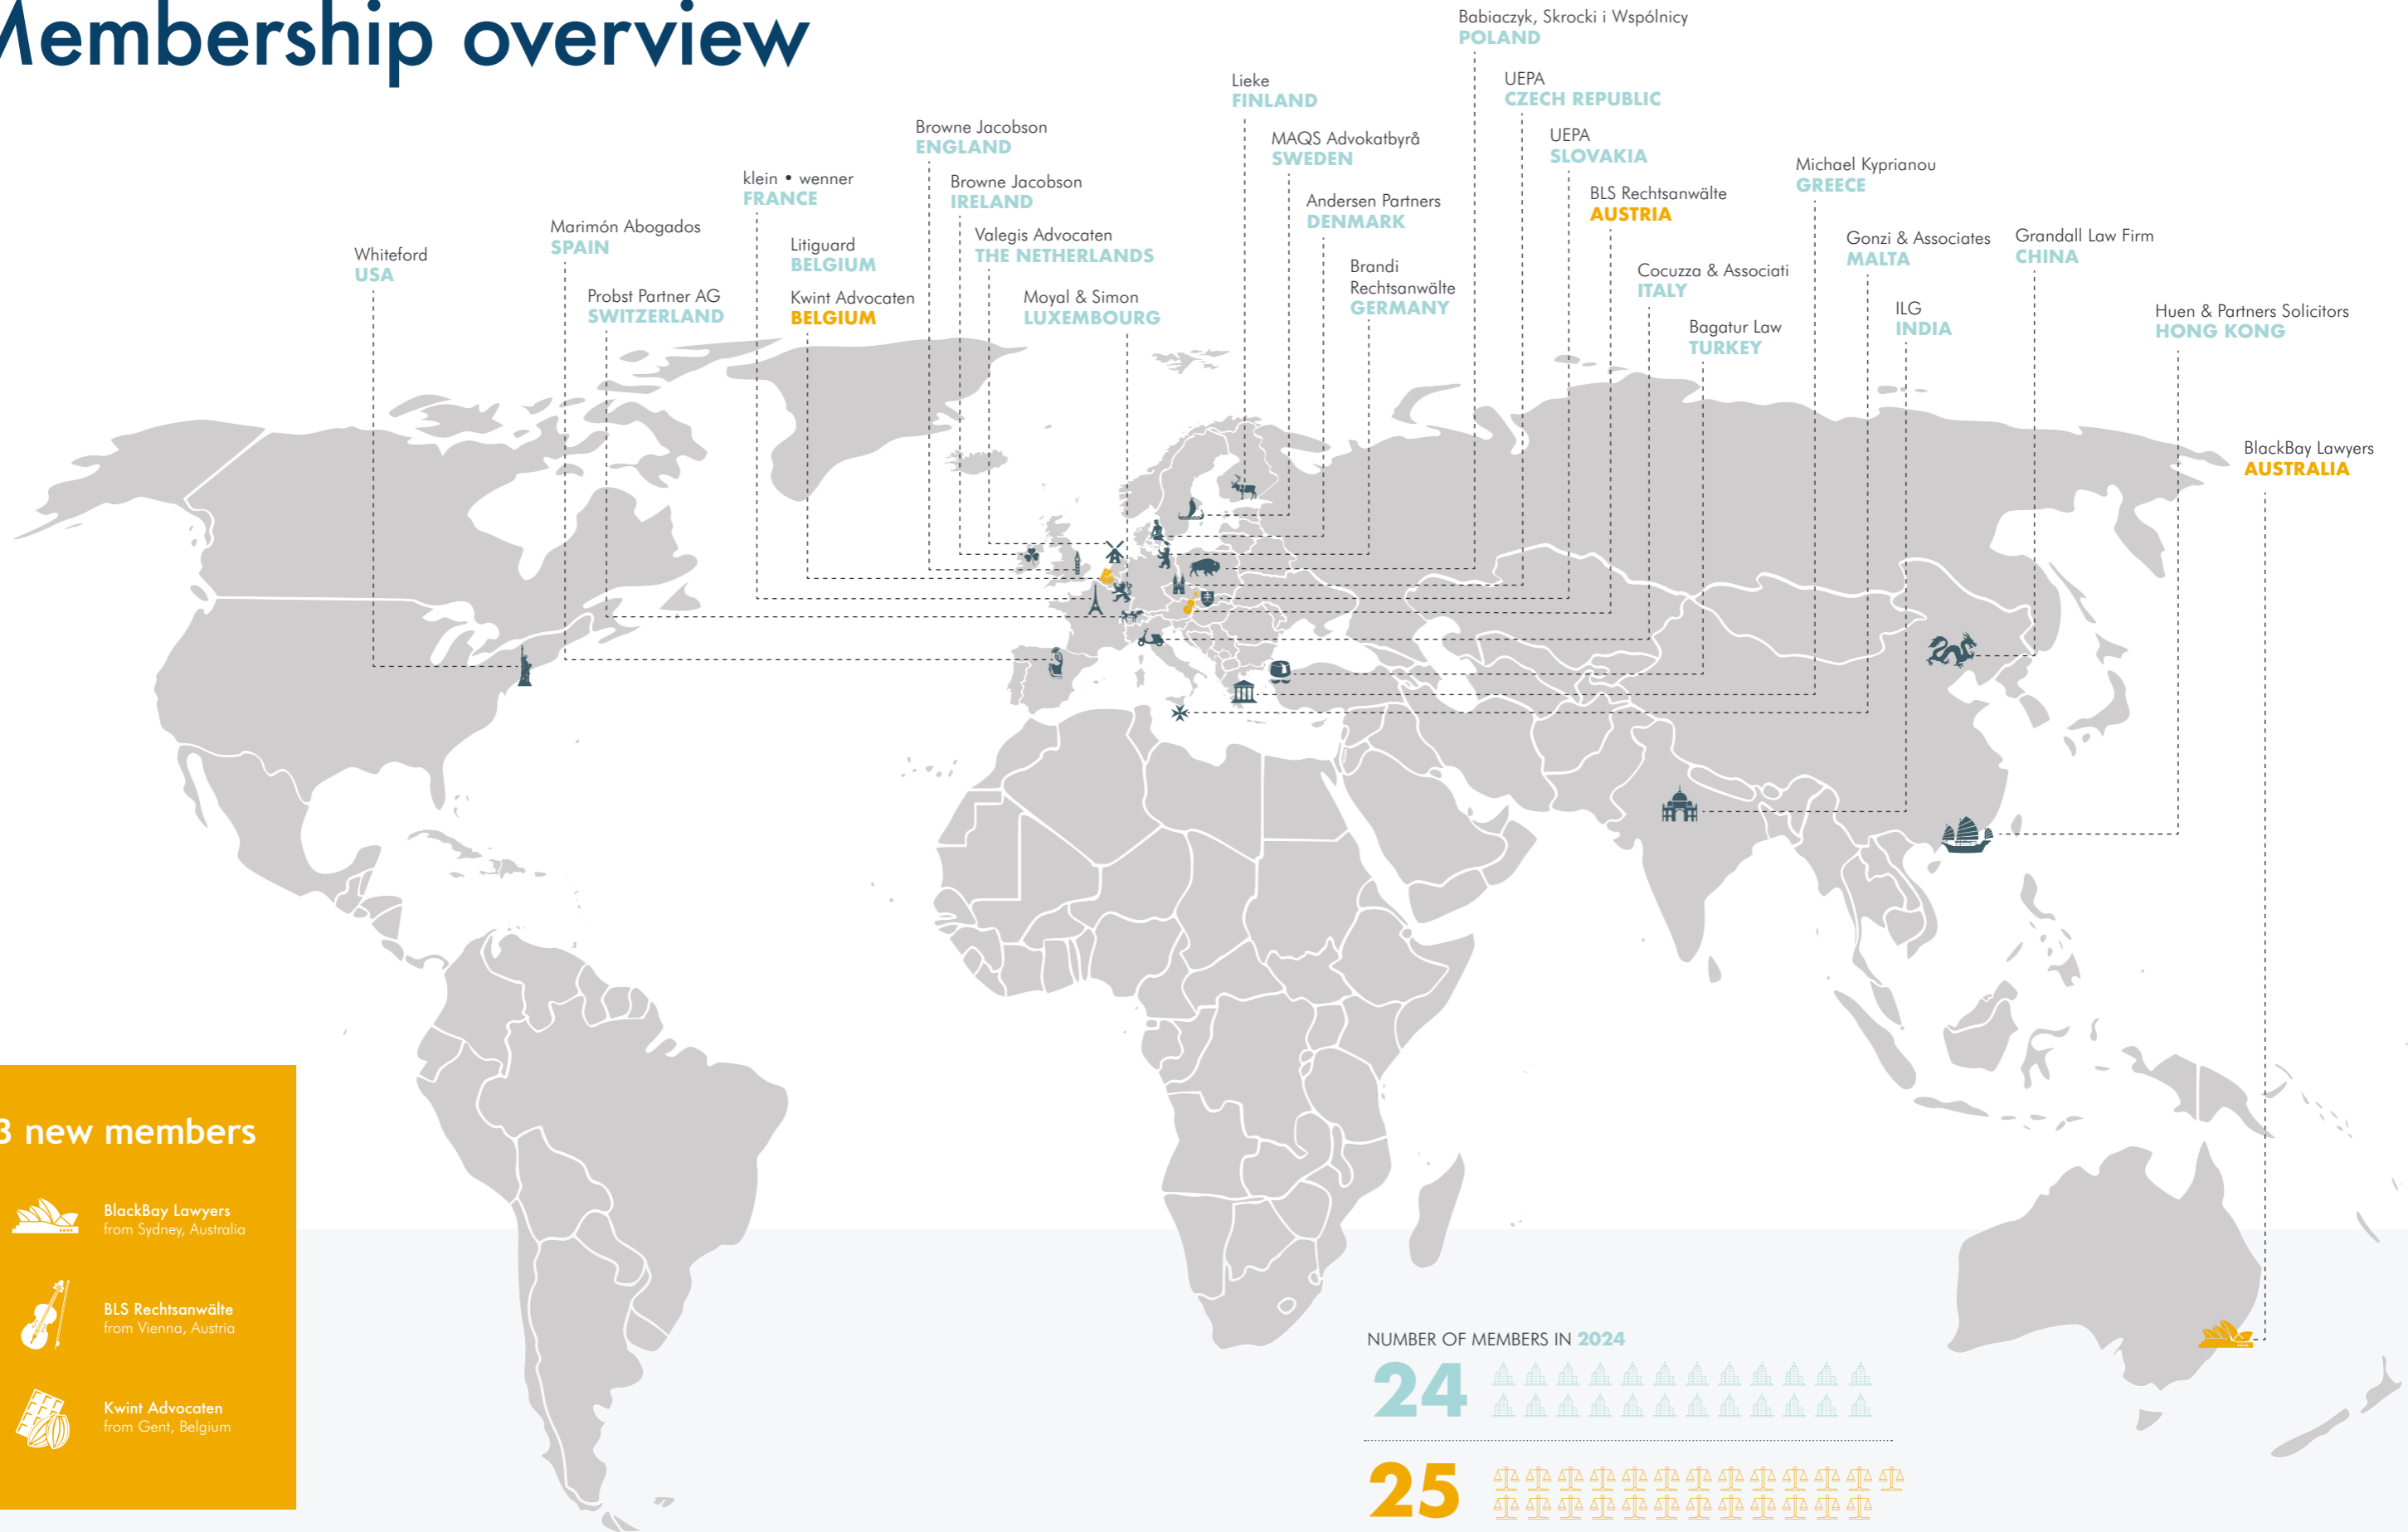 Membership overview
Babiaczyk, Skrocki i Wspólnicy
POLAND
Lieke
FINLAND
UEPA
CZECH REPUBLIC
Browne Jacobson
ENGLAND
MAQS Advokatbyrå
SWEDEN
UEPA
SLOVAKIA
Michael Kyprianou
GREECE
klein • wenner
FRANCE
Browne Jacobson
IRELAND
Andersen Partners
DENMARK
BLS Rechtsanwälte
AUSTRIA
Marimón Abogados
SPAIN
Litiguard
BELGIUM
Valegis Advocaten
THE NETHERLANDS
Gonzi & Associates
MALTA
Grandall Law Firm
CHINA
Whiteford
USA
Brandi
Rechtsanwälte
GERMANY
Cocuzza & Associati
ITALY
Probst Partner AG
SWITZERLAND
Kwint Advocaten
BELGIUM
Moyal & Simon
LUXEMBOURG
Bagatur Law
TURKEY
ILG
INDIA
Huen & Partners Solicitors
HONG KONG
BlackBay Lawyers
AUSTRALIA
3 new members
BlackBay Lawyers
from Sydney, Australia
BLS Rechtsanwälte
from Vienna, Austria
Kwint Advocaten
from Gent, Belgium
NUMBER OF MEMBERS IN 2024
24
25